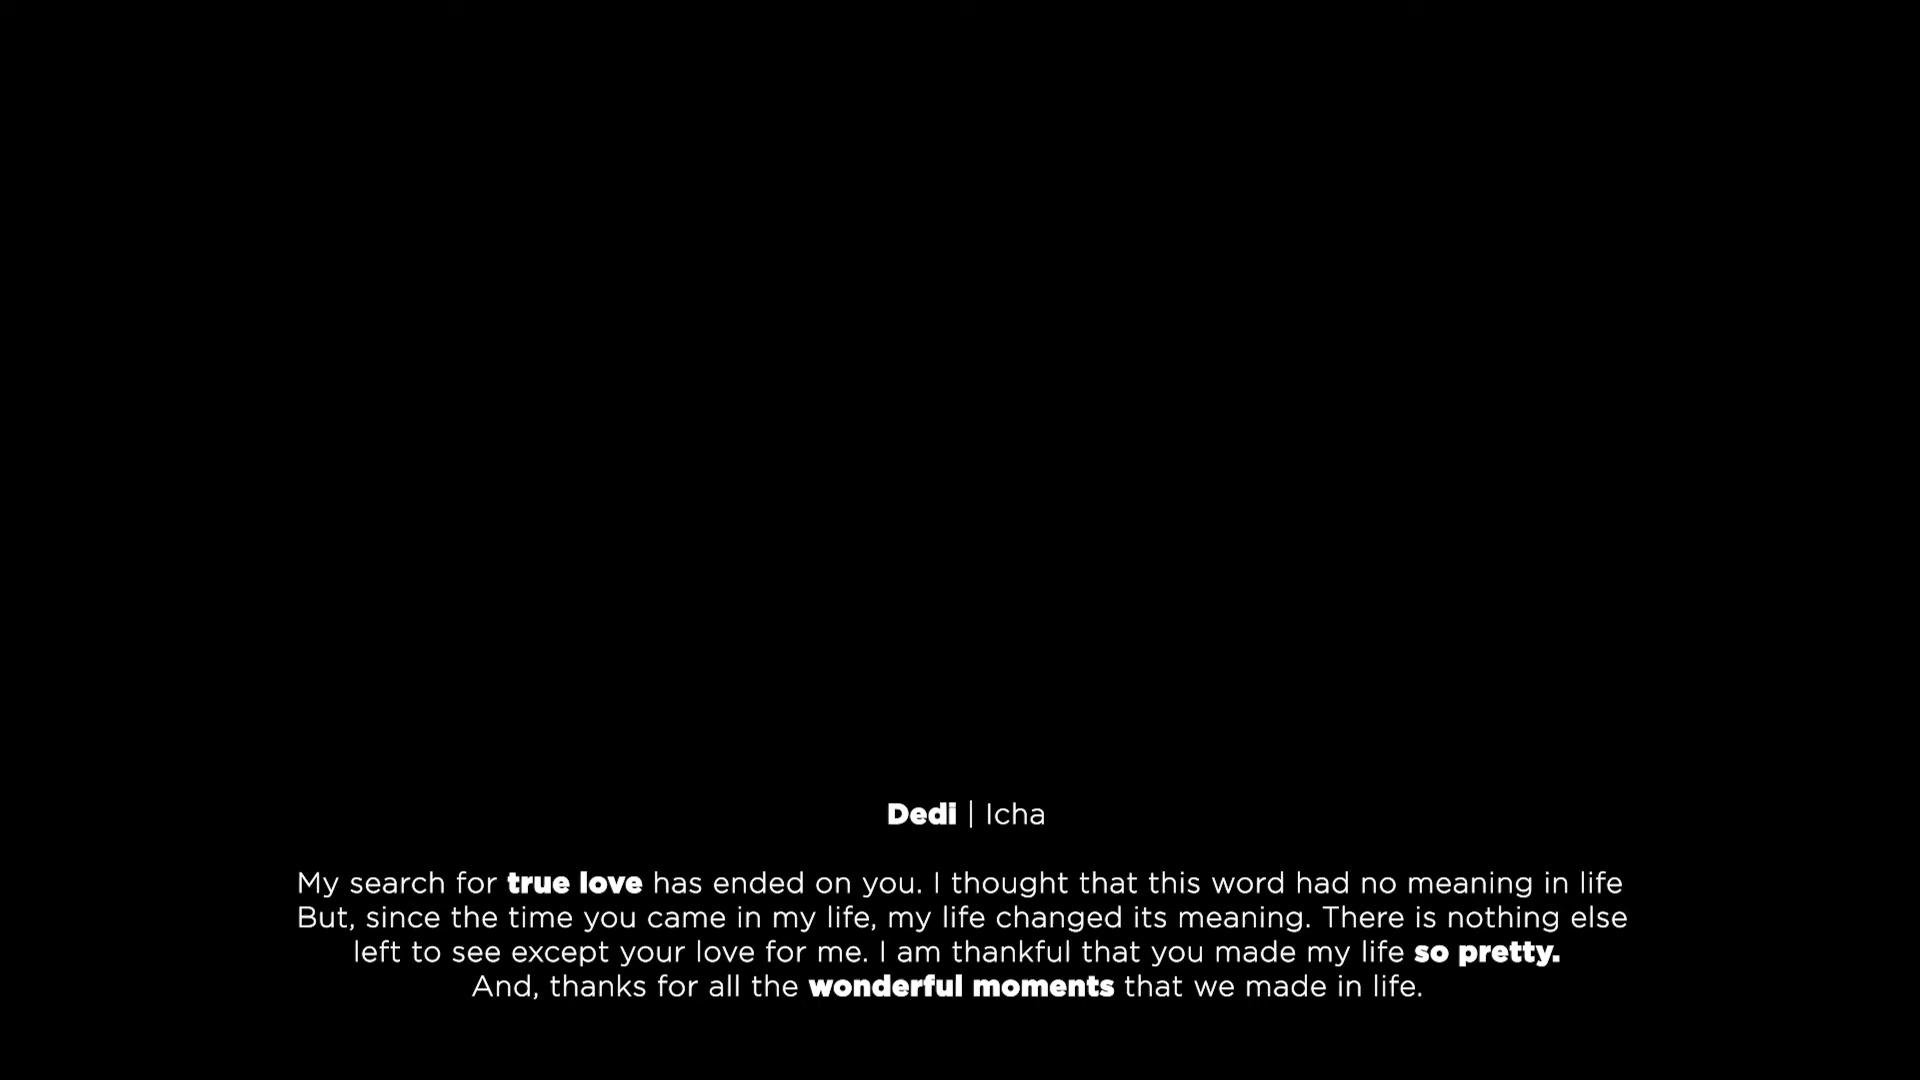 Dedi | Icha
My search for true love has ended on you. I thought that this word had no meaning in life
But, since the time you came in my life, my life changed its meaning. There is nothing else
left to see except your love for me. I am thankful that you made my life so pretty.
And, thanks for all the wonderful moments that we made in life.